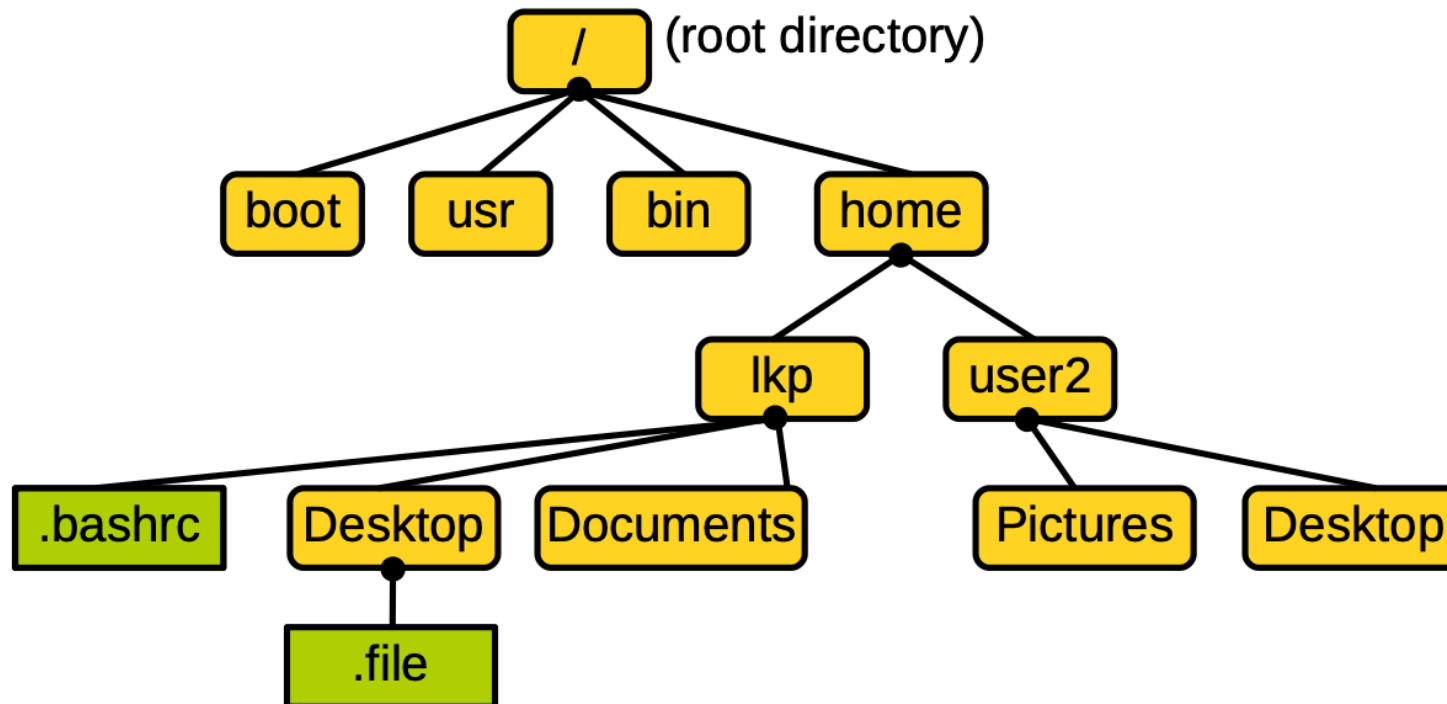 / (root directory)
boot usr bin home
lkp user2
.bashrc Desktop Documents Pictures Desktop
.file